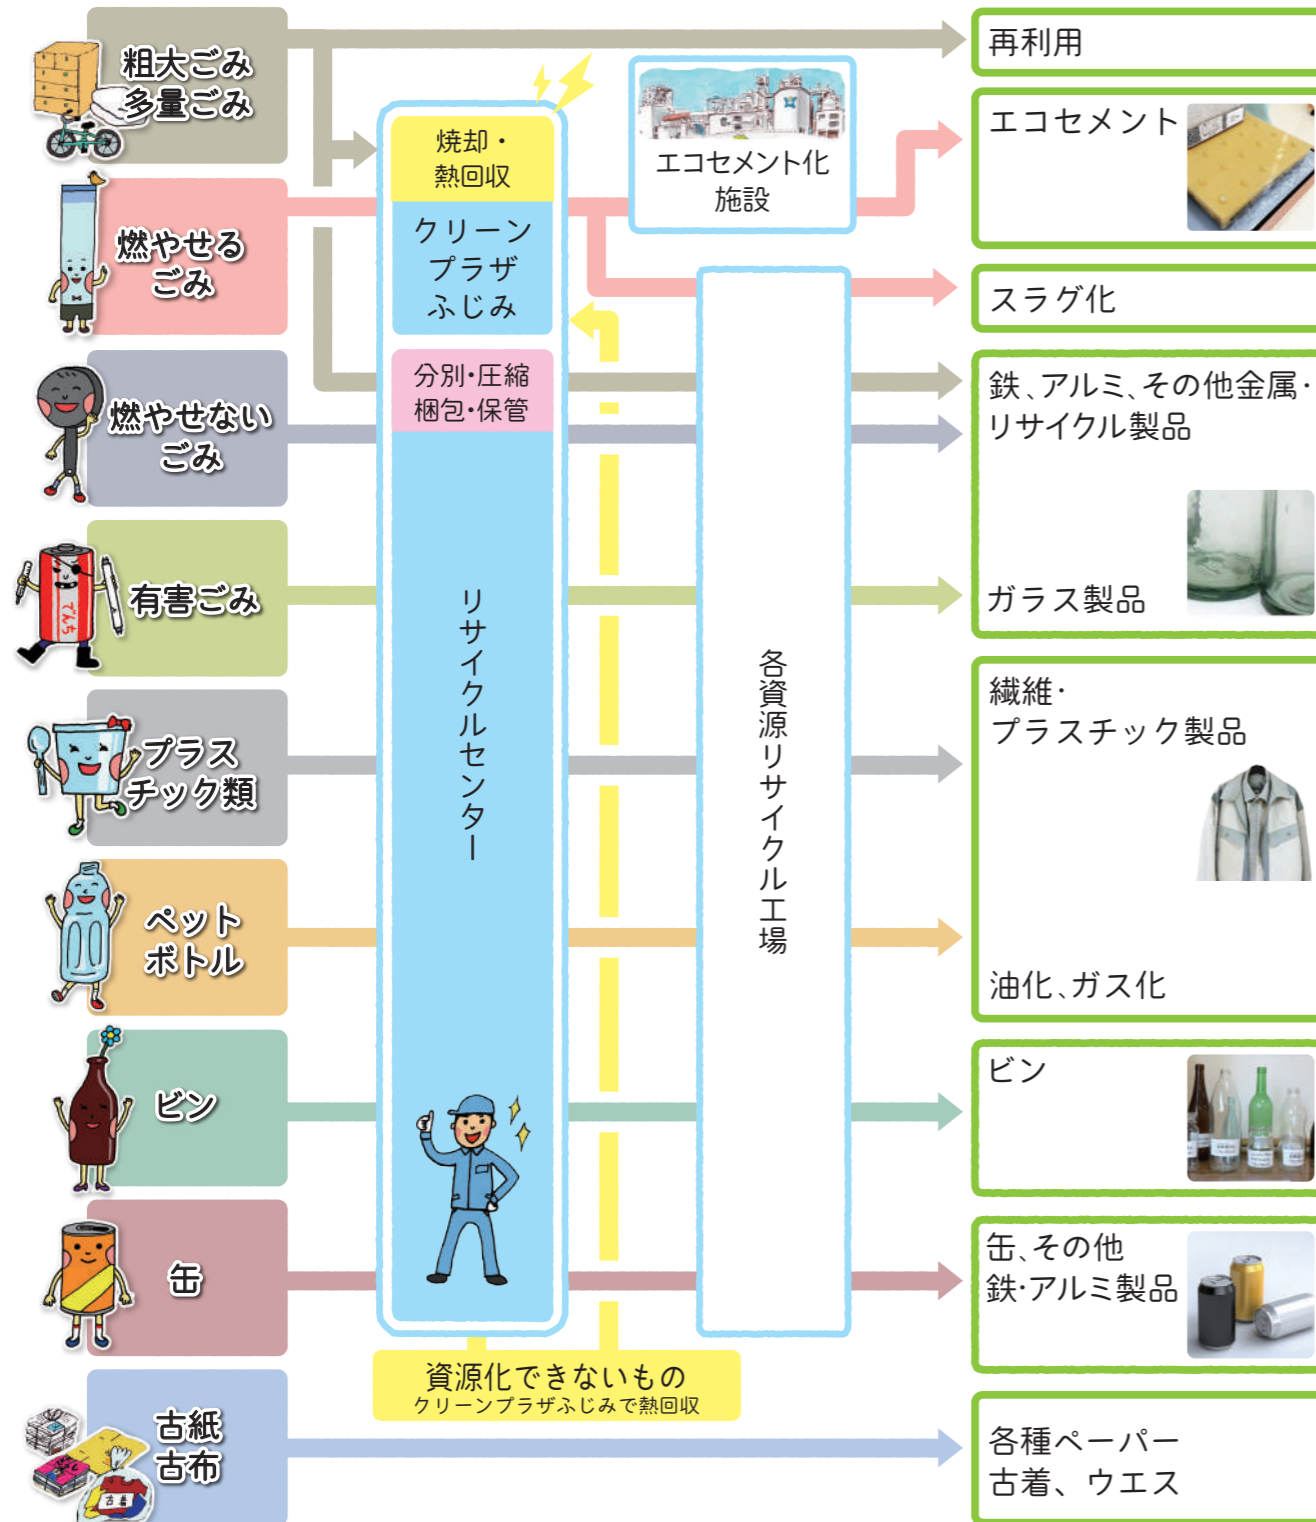 粗大ごみ
多量ごみ
燃やせる
ごみ
燃やせない
ごみ
でんち
有害ごみ
プラス
チック類
ペット
ボトル
ビン
缶
古着
古紙
古布
焼却・
熱回収
クリーン
プラザ
ふじみ
分別・圧縮
梱包・保管
リサイクルセンター
資源化できないもの
クリーンプラザふじみで熱回収
エコセメント化
施設
各資源リサイクル工場
再利用
エコセメント
スラグ化
鉄、アルミ、その他金属・
リサイクル製品
ガラス製品
繊維・
プラスチック製品
油化、ガス化
ビン
缶、その他
鉄・アルミ製品
各種ペーパー
古着、ウエス